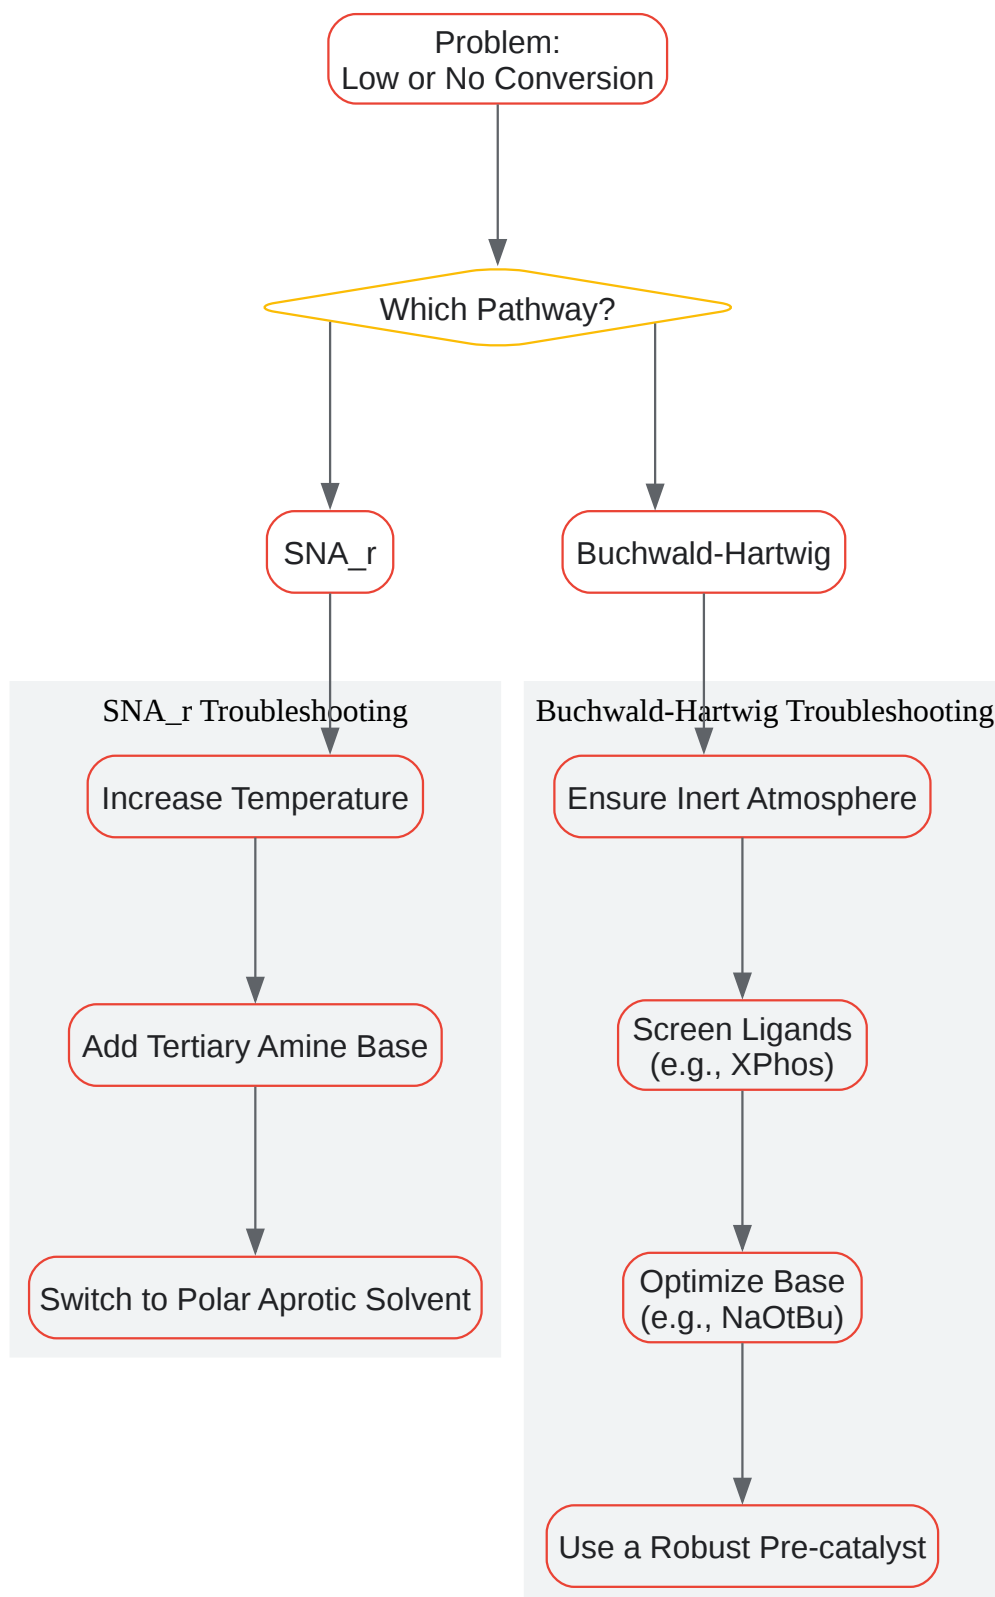 Problem:
Low or No Conversion
Which Pathway?
SNA_r
Buchwald-Hartwig
SNA_r Troubleshooting
Increase Temperature
Add Tertiary Amine Base
Switch to Polar Aprotic Solvent
Buchwald-Hartwig Troubleshooting
Ensure Inert Atmosphere
Screen Ligands
(e.g., XPhos)
Optimize Base
(e.g., NaOtBu)
Use a Robust Pre-catalyst